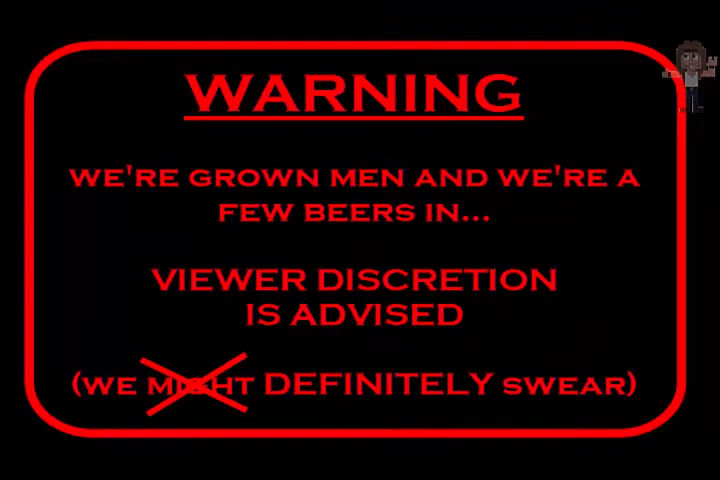 WARNING
WE'RE GROWN MEN AND WE'RE A
FEW BEERS IN...
VIEWER DISCRETION
IS ADVISED
(WE MIGHT DEFINITELY SWEAR)